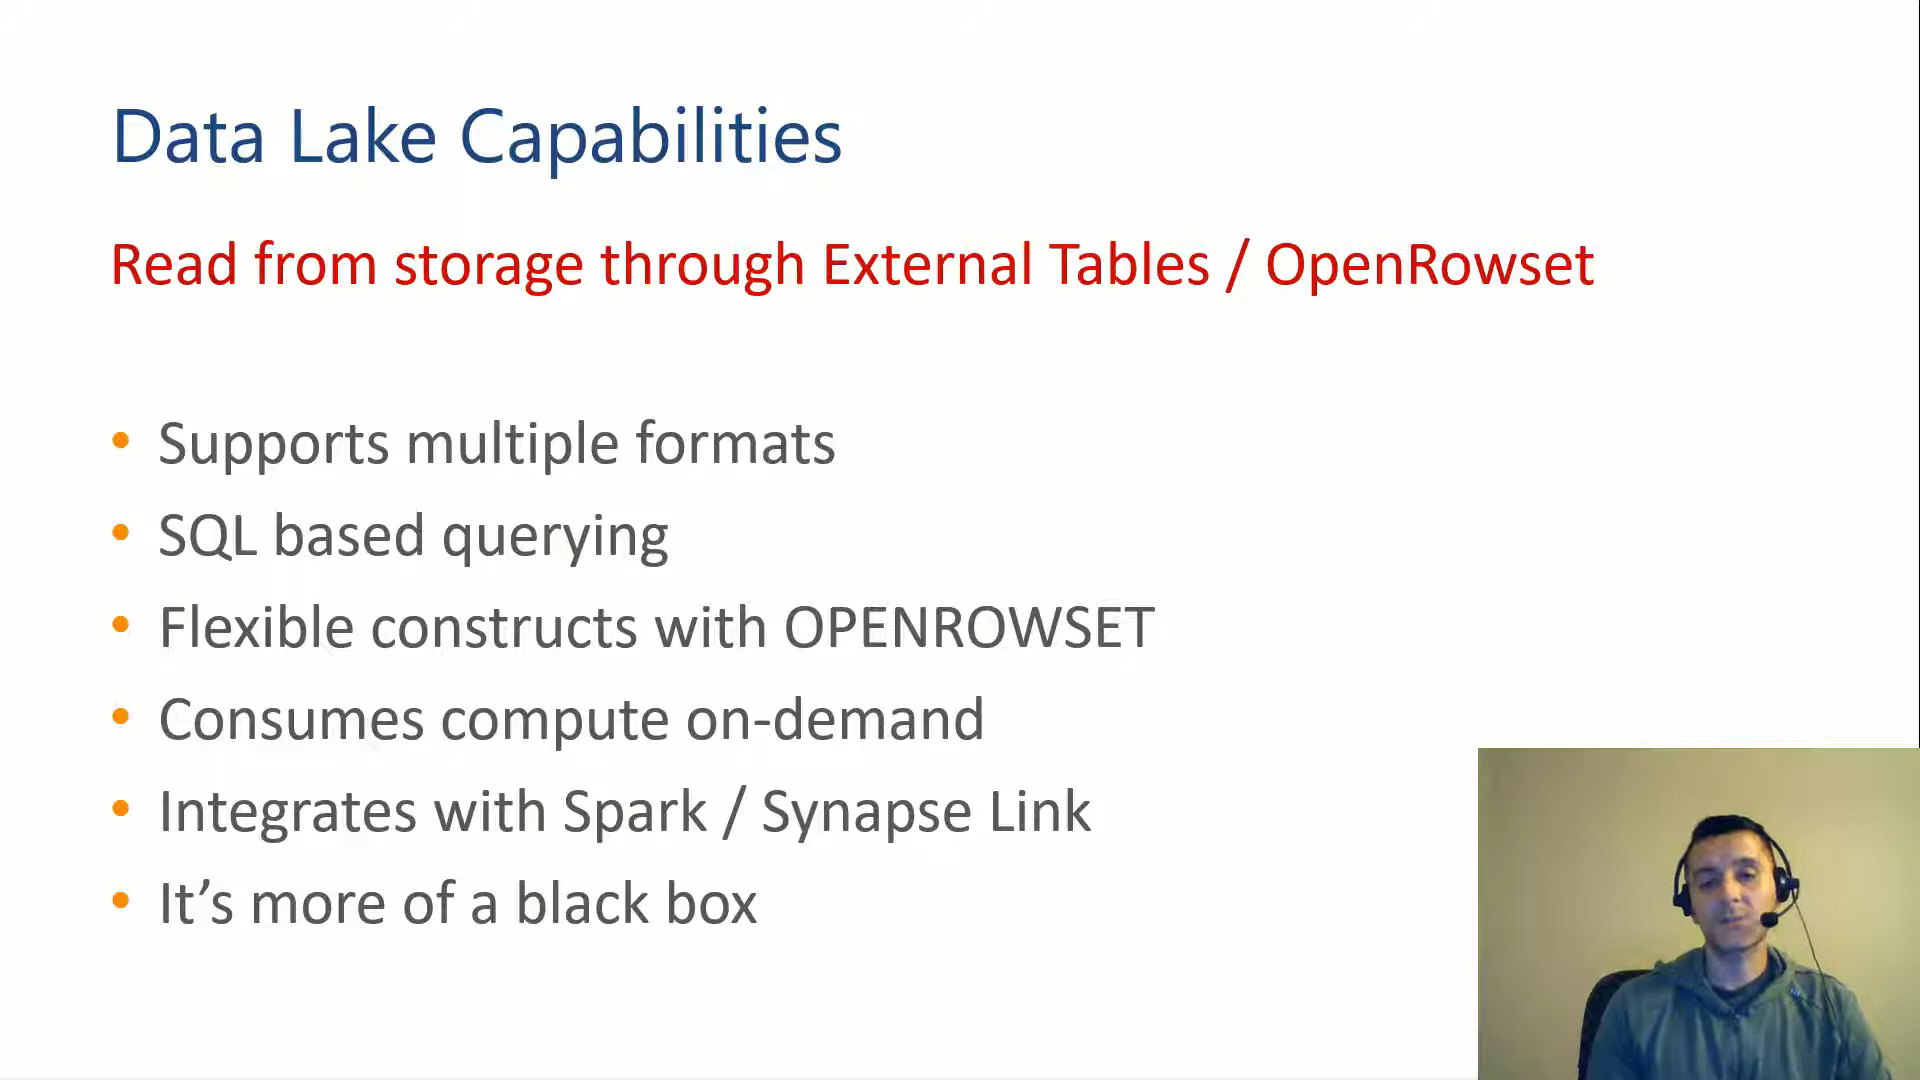 Data Lake Capabilities
Read from storage through External Tables / OpenRowset
• Supports multiple formats
• SQL based querying
• Flexible constructs with OPENROWSET
• Consumes compute on-demand
• Integrates with Spark / Synapse Link
• It’s more of a black box